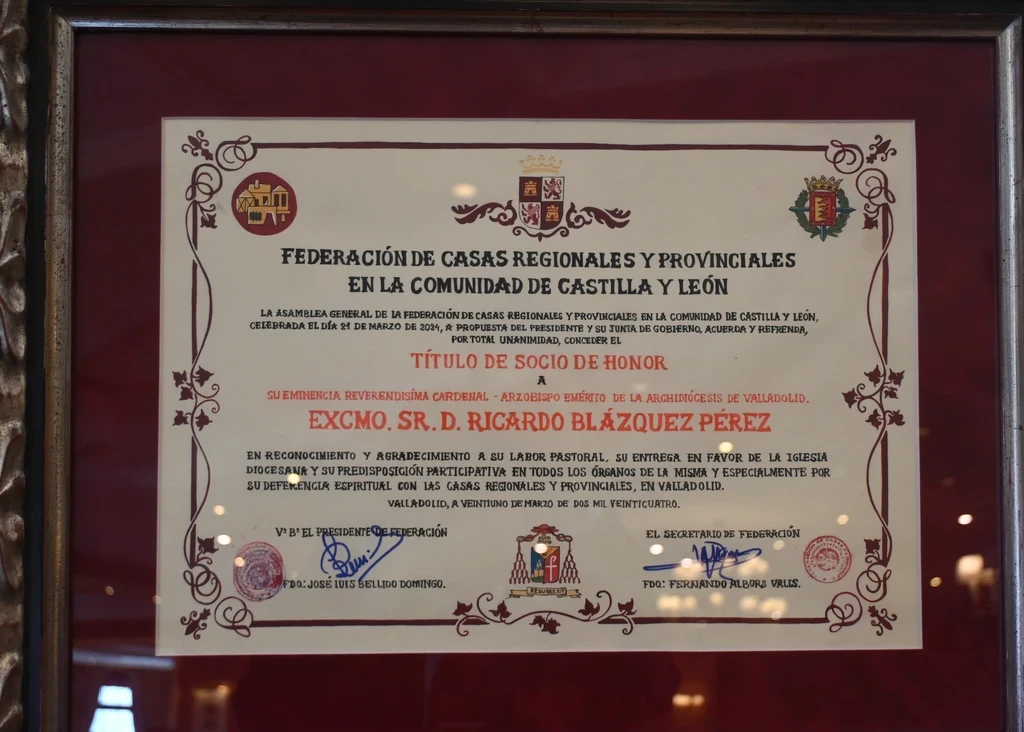 FEDERACIÓN DE CASAS REGIONALES Y PROVINCIALES
EN LA COMUNIDAD DE CASTILLA Y LEÓN
LA ASAMBLEA GENERAL DE LA FEDERACIÓN DE CASAS REGIONALES Y PROVINCIALES EN LA COMUNIDAD DE CASTILLA Y LEÓN,
CELEBRADA EL DÍA 21 DE MARZO DE 2024, A PROPUESTA DEL PRESIDENTE Y SU JUNTA DE GOBIERNO, ACUERDA Y REFRENDA,
POR TOTAL UNANIMIDAD, CONCEDER EL
TÍTULO DE SOCIO DE HONOR
A
SU EMINENCIA REVERENDISÍMA CARDENAL - ARZOBISPO EMÉRITO DE LA ARCHIDIÓCESIS DE VALLADOLID.
EXCMO. SR. D. RICARDO BLÁZQUEZ PÉREZ
EN RECONOCIMIENTO Y AGRADECIMIENTO A SU LABOR PASTORAL, SU ENTREGA EN FAVOR DE LA IGLESIA
DIOCESANA Y SU PREDISPOSICIÓN PARTICIPATIVA EN TODOS LOS ÓRGANOS DE LA MISMA Y ESPECIALMENTE POR
SU DEFERENCIA ESPIRITUAL CON LAS CASAS REGIONALES Y PROVINCIALES, EN VALLADOLID.
VALLADOLID, A VEINTIUNO DE MARZO DE DOS MIL VEINTICUATRO.
Vº Bº EL PRESIDENTE DE FEDERACIÓN
EL SECRETARIO DE FEDERACIÓN
FDO: JOSÉ LUIS BELLIDO DOMINGO.
FDO: FERNANDO ALBORS VALLS.
RESURREXIT